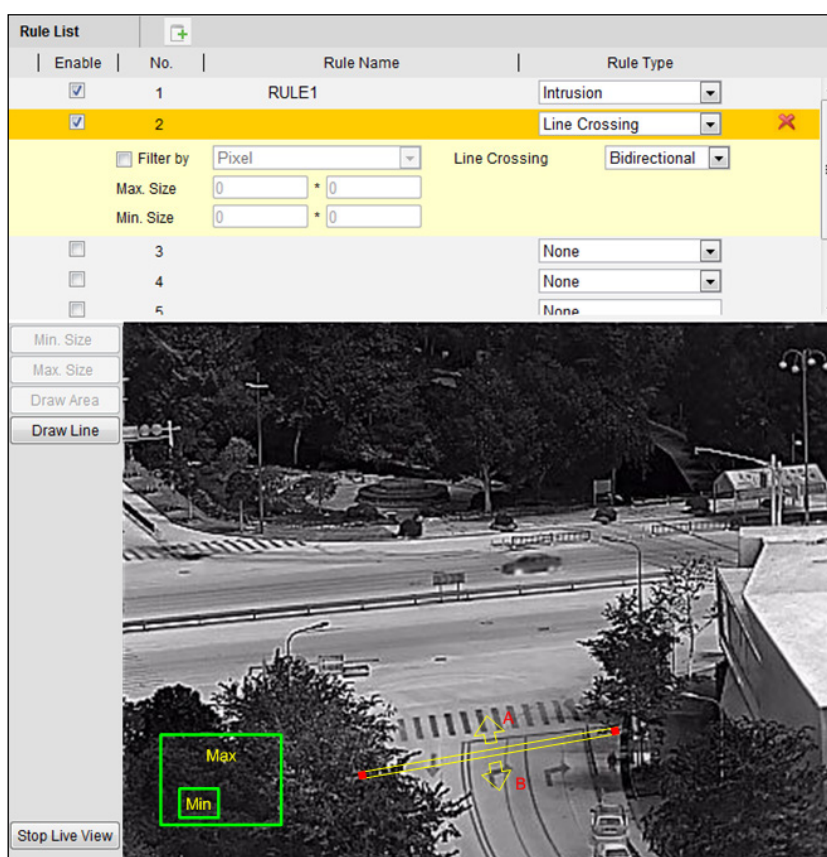 Rule List
Enable No. Rule Name Rule Type
1 RULE1 Intrusion
2 Line Crossing
Filter by Pixel Line Crossing Bidirectional
Max. Size 0 * 0
Min. Size 0 * 0
3 None
4 None
5 None
Min. Size
Max. Size
Draw Area
Draw Line
A
B
Max
Min
Stop Live View